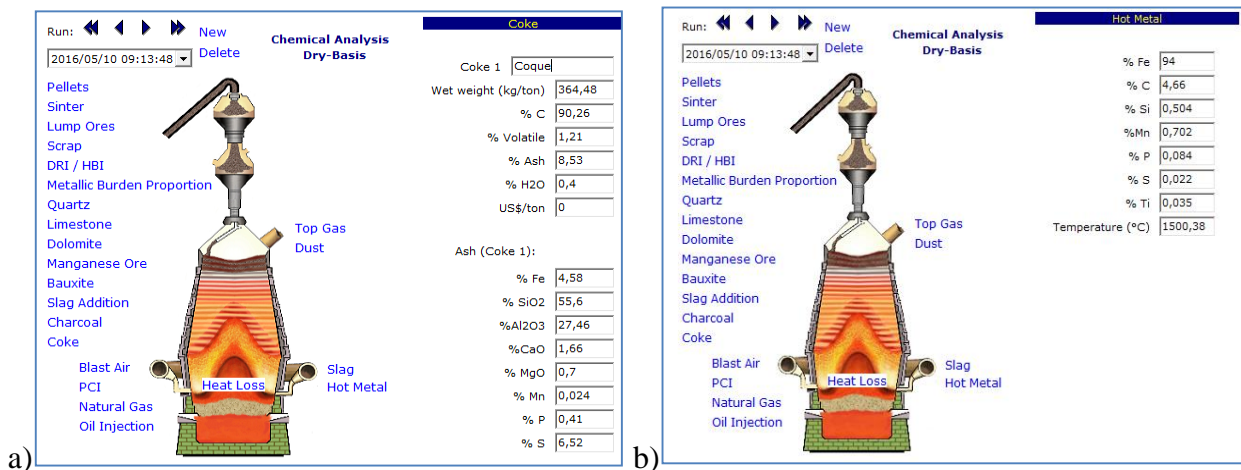 Run: New
2016/05/10 09:13:48 Delete
Chemical Analysis
Dry-Basis
Pellets
Sinter
Lump Ores
Scrap
DRI / HBI
Metallic Burden Proportion
Quartz
Limestone
Dolomite
Manganese Ore
Bauxite
Slag Addition
Charcoal
Coke
Blast Air
PCI
Natural Gas
Oil Injection
Top Gas
Dust
Heat Loss
Slag
Hot Metal
Coke
Coke 1 Coque
Wet weight (kg/ton) 364,48
% C 90,26
% Volatile 1,21
% Ash 8,53
% H2O 0,4
US$/ton 0
Ash (Coke 1):
% Fe 4,58
% SiO2 55,6
%Al2O3 27,46
%CaO 1,66
% MgO 0,7
% Mn 0,024
% P 0,41
% S 6,52
a)
Run: New
2016/05/10 09:13:48 Delete
Chemical Analysis
Dry-Basis
Pellets
Sinter
Lump Ores
Scrap
DRI / HBI
Metallic Burden Proportion
Quartz
Limestone
Dolomite
Manganese Ore
Bauxite
Slag Addition
Charcoal
Coke
Blast Air
PCI
Natural Gas
Oil Injection
Top Gas
Dust
Heat Loss
Slag
Hot Metal
Hot Metal
% Fe 94
% C 4,66
% Si 0,504
%Mn 0,702
% P 0,084
% S 0,022
% Ti 0,035
Temperature (°C) 1500,38
b)